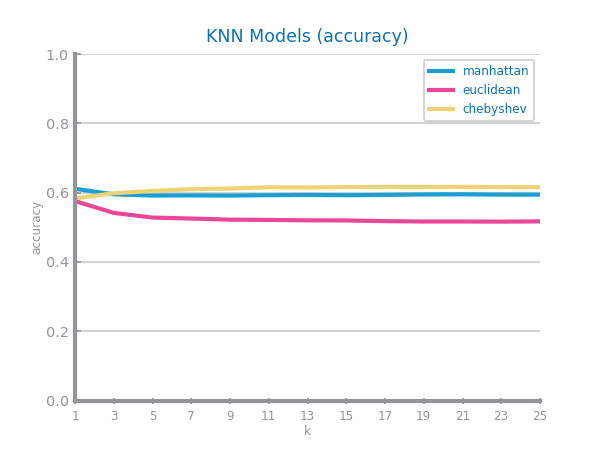 KNN Models (accuracy)
1.0
0.8
0.6
0.4
0.2
0.0
accuracy
manhattan
euclidean
chebyshev
1 3 5 7 9 11 13 15 17 19 21 23 25
k